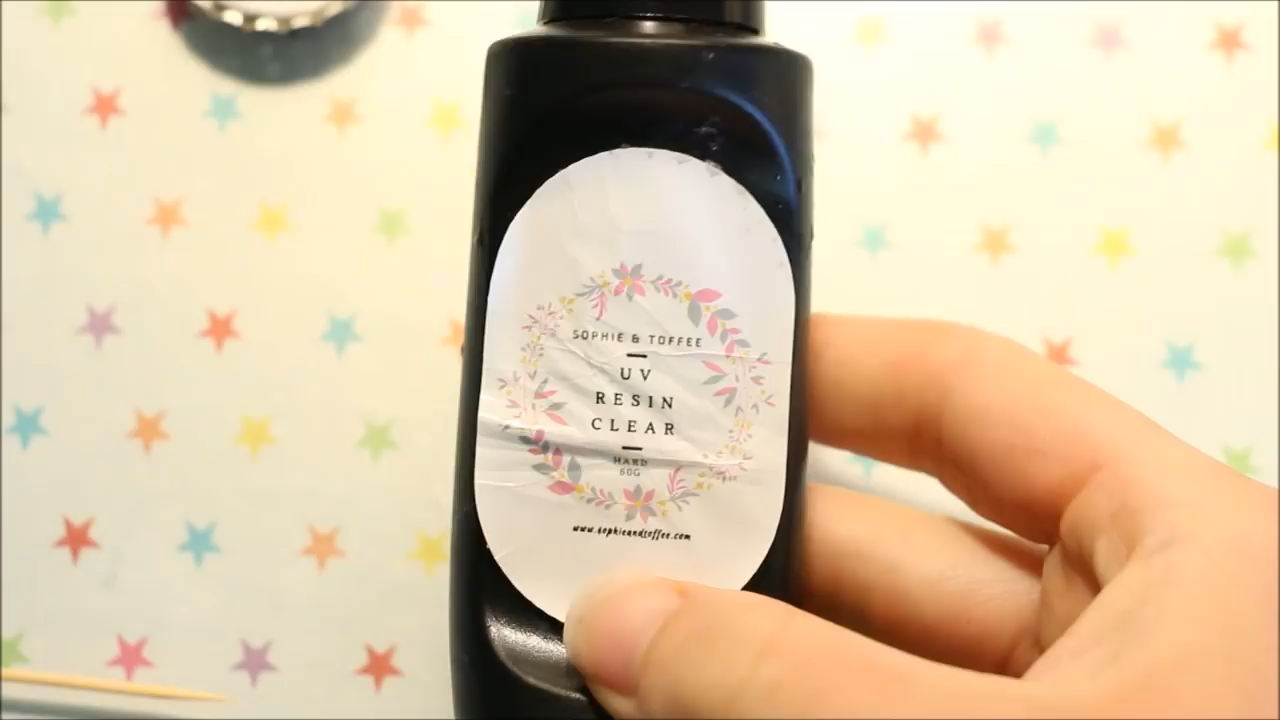 SOPHIE & TOFFEE
UV
RESIN
CLEAR
HARD
60G
www.sophieandtoffee.com